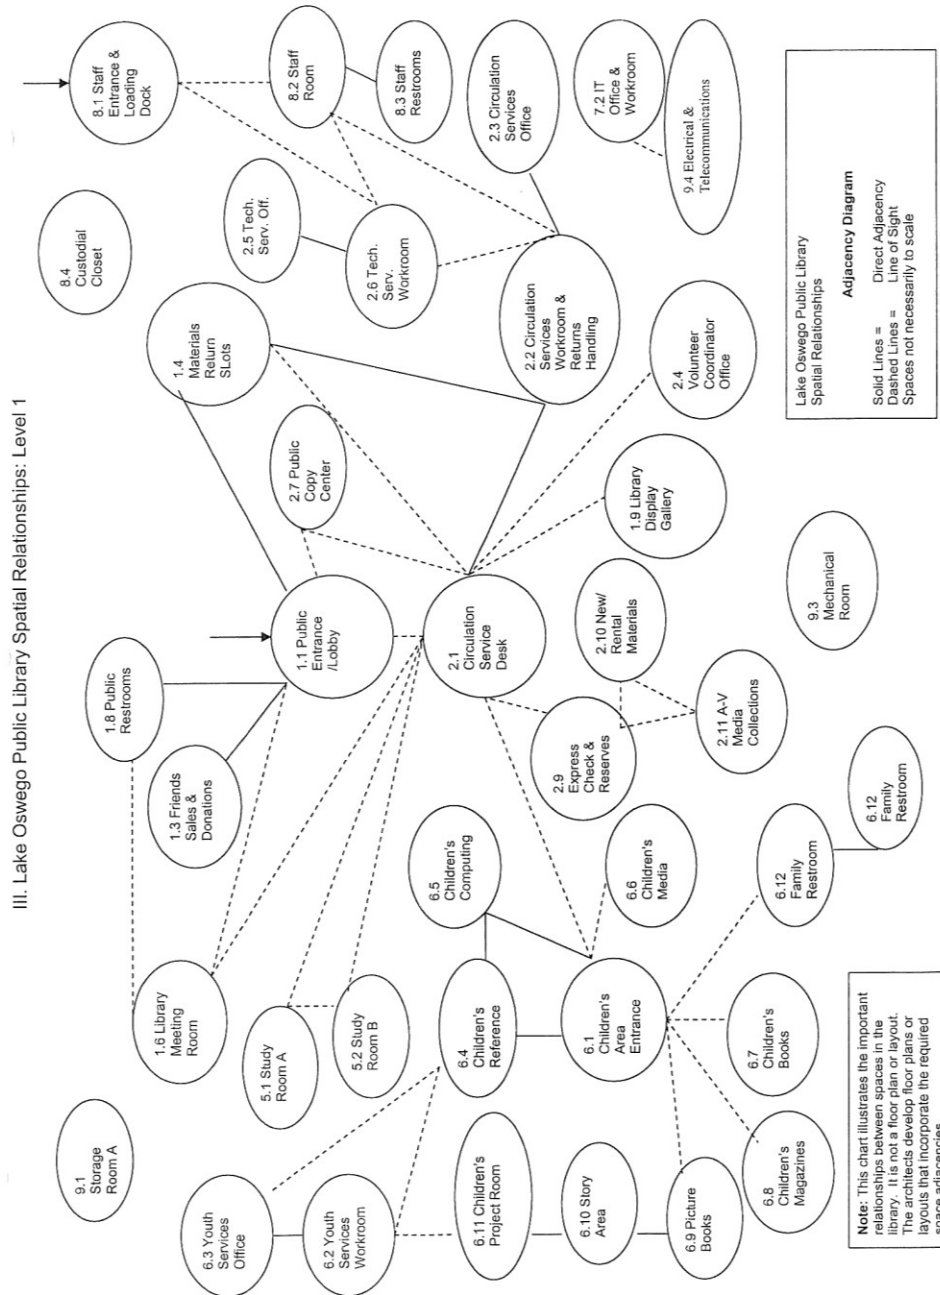 III. Lake Oswego Public Library Spatial Relationships: Level 1
9.1
Storage
Room A
1.6 Library
Meeting
Room
1.8 Public
Restrooms
1.3 Friends
Sales &
Donations
1.4
Materials
Return
SLots
8.4
Custodial
Closet
8.1 Staff
Entrance &
Loading
Dock
6.3 Youth
Services
Office
6.2 Youth
Services
Workroom
5.1 Study
Room A
5.2 Study
Room B
1.1 Public
Entrance
/Lobby
2.7 Public
Copy
Center
2.5 Tech.
Serv. Off.
2.6 Tech.
Serv.
Workroom
8.2 Staff
Room
8.3 Staff
Restrooms
6.11 Children's
Project Room
6.4
Children's
Reference
6.5
Children's
Computing
2.1
Circulation
Service
Desk
2.2 Circulation
Services
Workroom &
Returns
Handling
2.3 Circulation
Services
Office
6.10 Story
Area
6.1
Children's
Area
Entrance
6.6
Children's
Media
2.9
Express
Check &
Reserves
2.10 New/
Rental
Materials
1.9 Library
Display
Gallery
2.4
Volunteer
Coordinator
Office
7.2 IT
Office &
Workroom
9.4 Electrical &
Telecommunications
6.9 Picture
Books
6.8
Children's
Magazines
6.7
Children's
Books
6.12
Family
Restroom
6.12
Family
Restroom
2.11 A-V
Media
Collections
9.3
Mechanical
Room
Note: This chart illustrates the important
relationships between spaces in the
library. It is not a floor plan or layout.
The architects develop floor plans or
layouts that incorporate the required
space adjacencies
Lake Oswego Public Library
Spatial Relationships
Adjacency Diagram
Solid Lines = Direct Adjacency
Dashed Lines = Line of Sight
Spaces not necessarily to scale